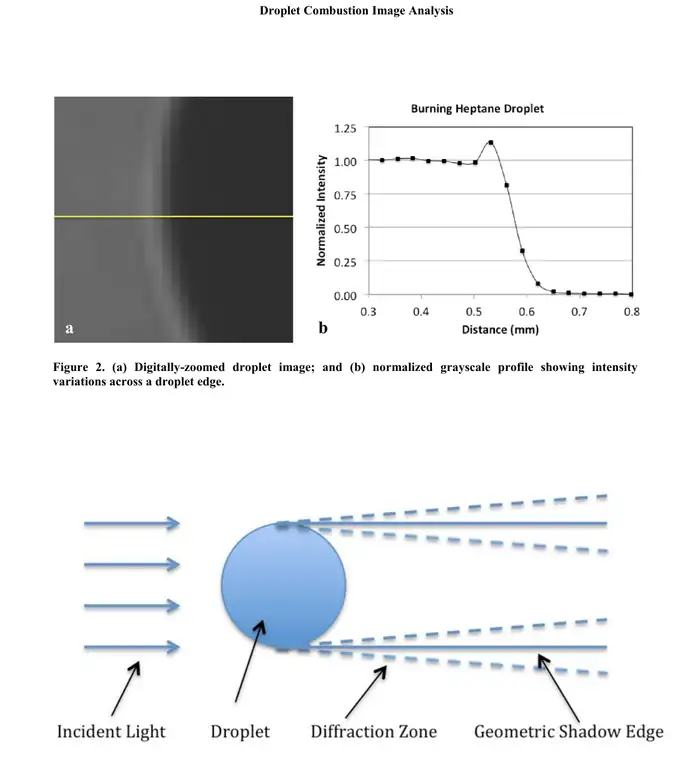 Droplet Combustion Image Analysis
a
Burning Heptane Droplet
Normalized Intensity
1.25
1.00
0.75
0.50
0.25
0.00
0.3 0.4 0.5 0.6 0.7 0.8
Distance (mm)
b
Figure 2. (a) Digitally-zoomed droplet image; and (b) normalized grayscale profile showing intensity
variations across a droplet edge.
Incident Light Droplet Diffraction Zone Geometric Shadow Edge